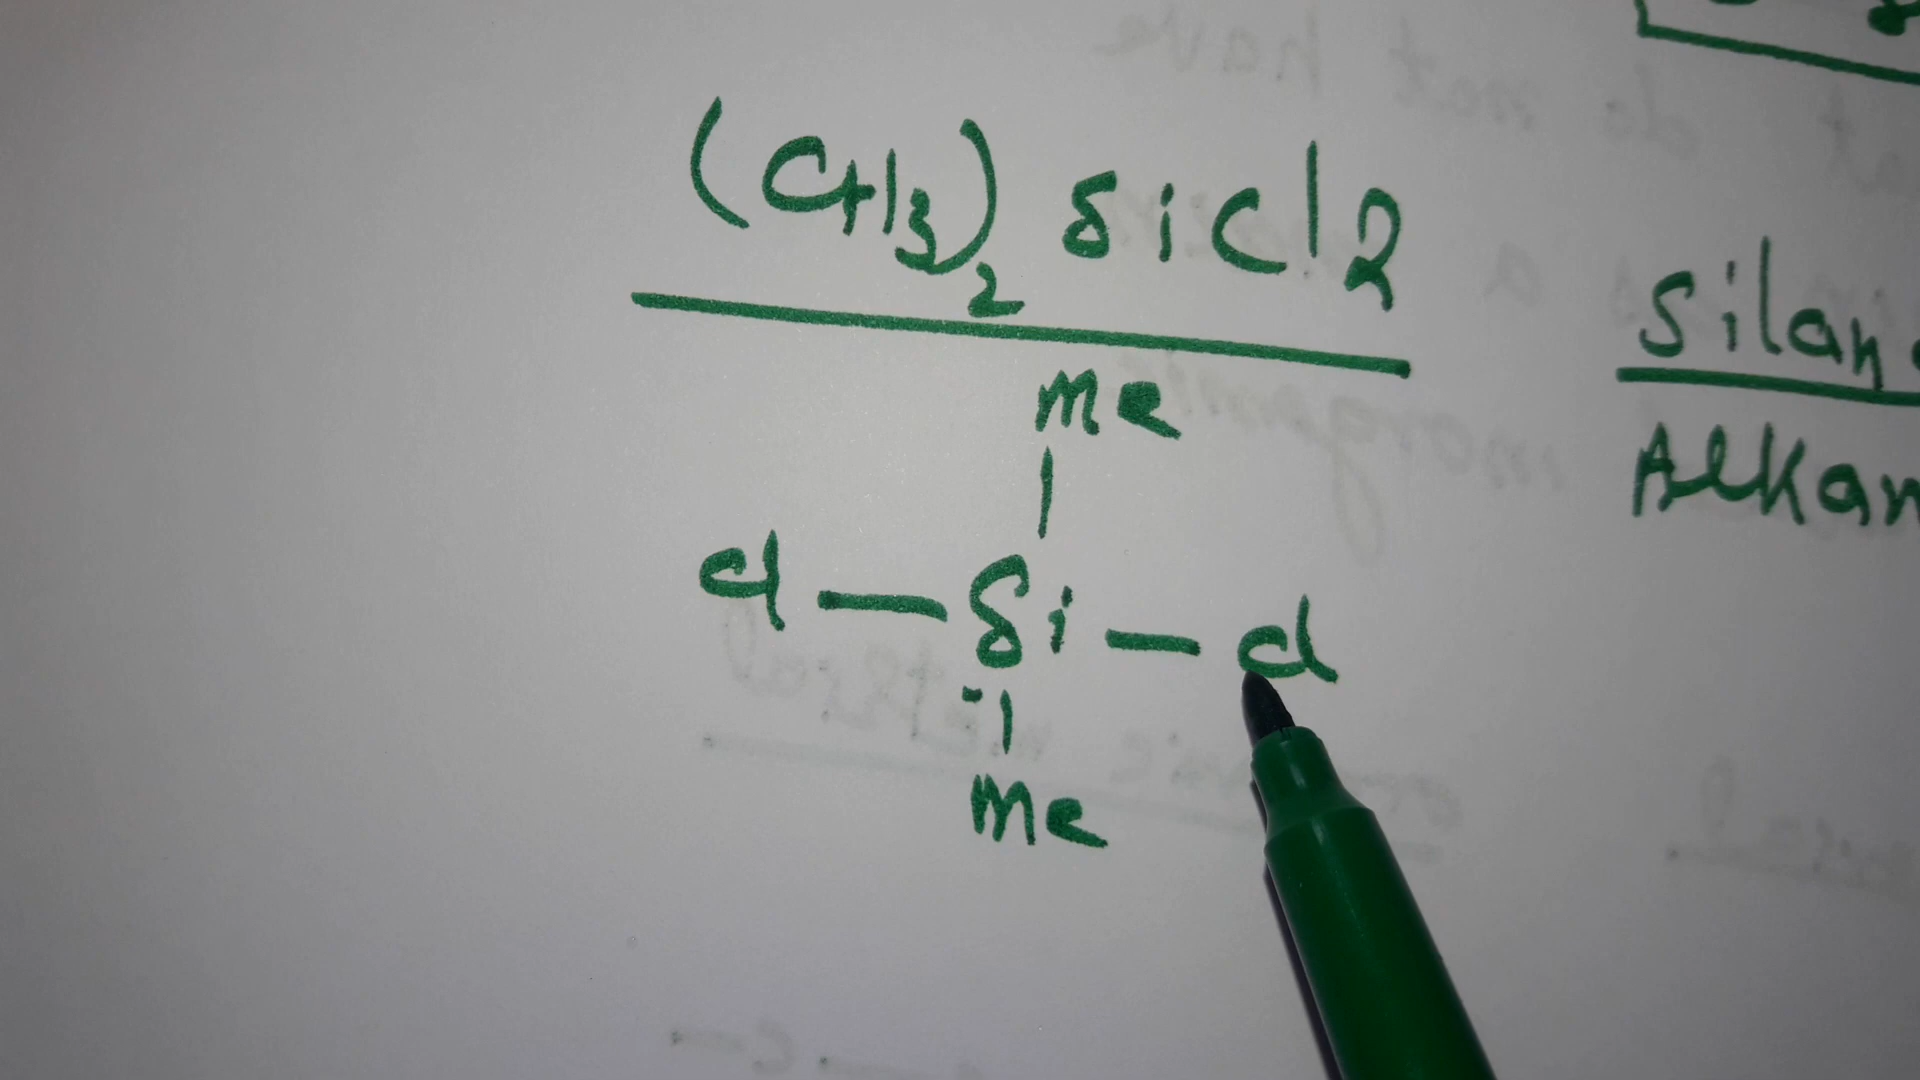 (CH3)2 SiCl2
Me
|
Cl — Si — Cl
|
Me
Silan
Alkan